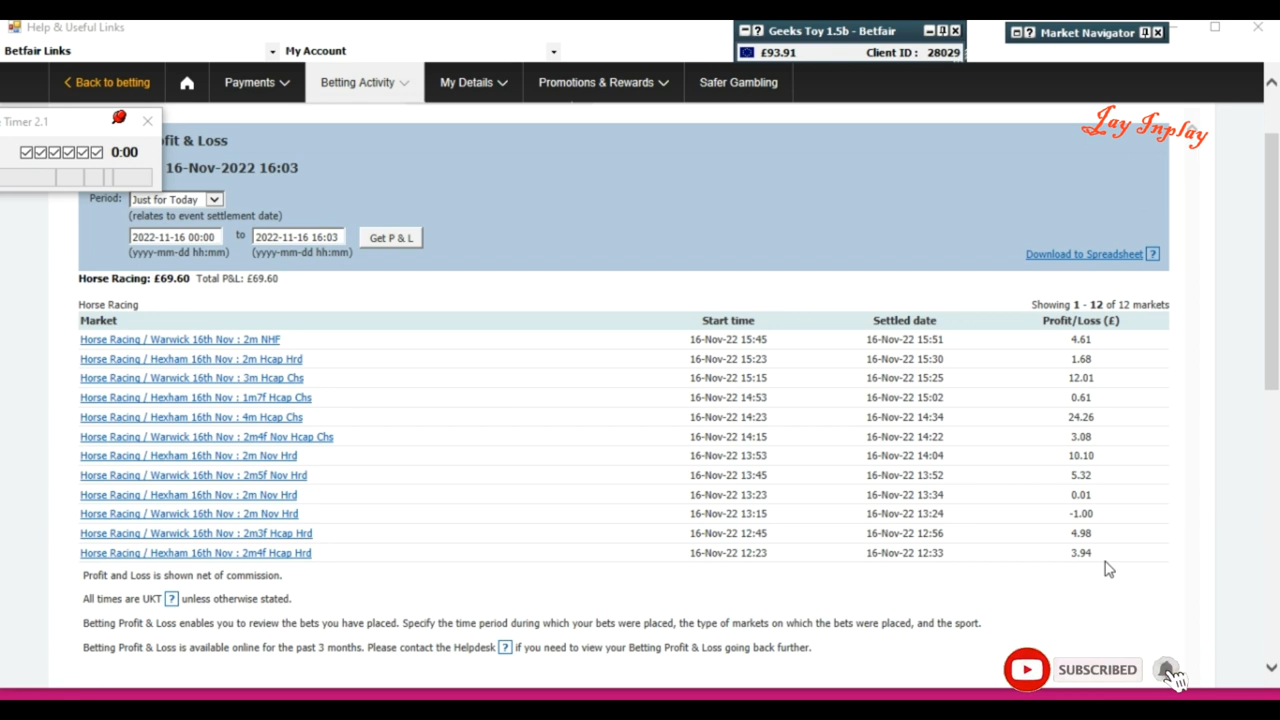 Help & Useful Links
Betfair Links
My Account
Geeks Toy 1.5b - Betfair
£93.91 Client ID : 28029
Market Navigator
Back to betting
Payments
Betting Activity
My Details
Promotions & Rewards
Safer Gambling
Jay Inplay
Timer 2.1
0:00
fit & Loss
16-Nov-2022 16:03
Period: Just for Today
(relates to event settlement date)
2022-11-16 00:00 to 2022-11-16 16:03 Get P & L
(yyyy-mm-dd hh:mm) (yyyy-mm-dd hh:mm)
Download to Spreadsheet ?
Horse Racing: £69.60 Total P&L: £69.60
Horse Racing Showing 1 - 12 of 12 markets
Market Start time Settled date Profit/Loss (£)
Horse Racing / Warwick 16th Nov : 2m NHF 16-Nov-22 15:45 16-Nov-22 15:51 4.61
Horse Racing / Hexham 16th Nov : 2m Hcap Hrd 16-Nov-22 15:23 16-Nov-22 15:30 1.68
Horse Racing / Warwick 16th Nov : 3m Hcap Chs 16-Nov-22 15:15 16-Nov-22 15:25 12.01
Horse Racing / Hexham 16th Nov : 1m7f Hcap Chs 16-Nov-22 14:53 16-Nov-22 15:02 0.61
Horse Racing / Hexham 16th Nov : 4m Hcap Chs 16-Nov-22 14:23 16-Nov-22 14:34 24.26
Horse Racing / Warwick 16th Nov : 2m4f Nov Hcap Chs 16-Nov-22 14:15 16-Nov-22 14:22 3.08
Horse Racing / Hexham 16th Nov : 2m Nov Hrd 16-Nov-22 13:53 16-Nov-22 14:04 10.10
Horse Racing / Warwick 16th Nov : 2m5f Nov Hrd 16-Nov-22 13:45 16-Nov-22 13:52 5.32
Horse Racing / Hexham 16th Nov : 2m Nov Hrd 16-Nov-22 13:23 16-Nov-22 13:34 0.01
Horse Racing / Warwick 16th Nov : 2m Nov Hrd 16-Nov-22 13:15 16-Nov-22 13:24 -1.00
Horse Racing / Warwick 16th Nov : 2m3f Hcap Hrd 16-Nov-22 12:45 16-Nov-22 12:56 4.98
Horse Racing / Hexham 16th Nov : 2m4f Hcap Hrd 16-Nov-22 12:23 16-Nov-22 12:33 3.94
Profit and Loss is shown net of commission.
All times are UKT ? unless otherwise stated.
Betting Profit & Loss enables you to review the bets you have placed. Specify the time period during which your bets were placed, the type of markets on which the bets were placed, and the sport.
Betting Profit & Loss is available online for the past 3 months. Please contact the Helpdesk ? if you need to view your Betting Profit & Loss going back further.
SUBSCRIBED